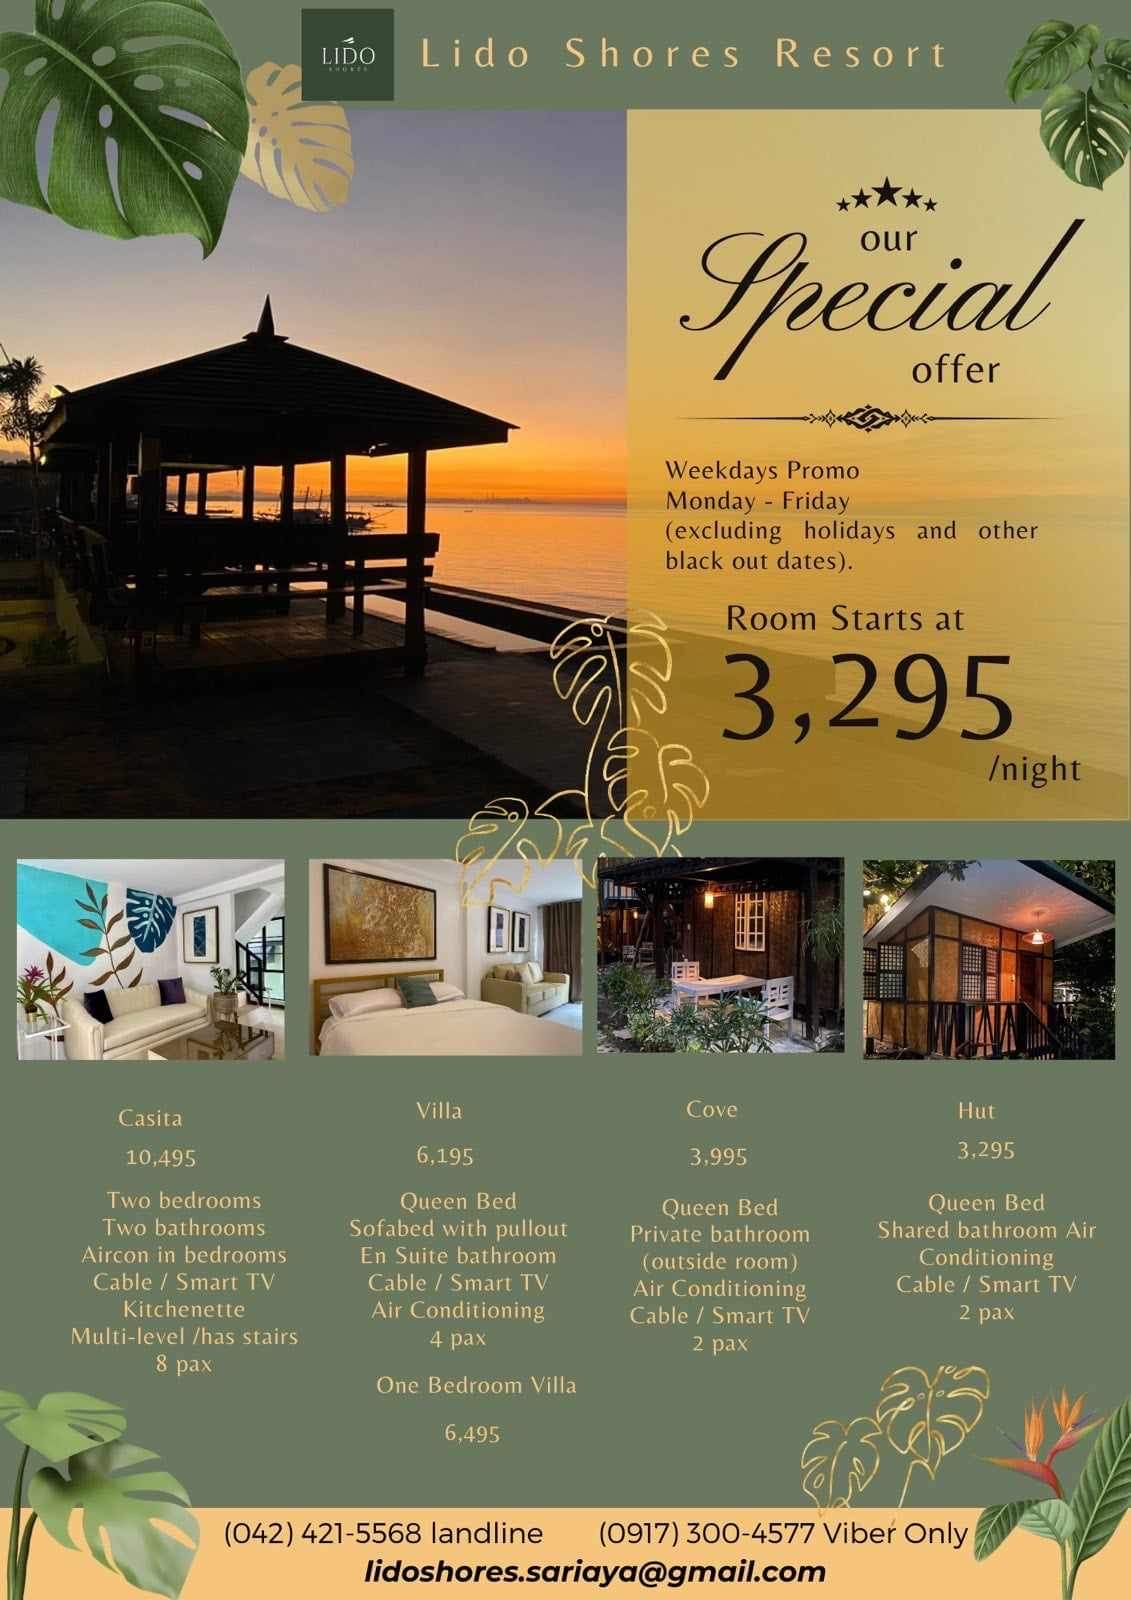 LIDO
SHORES
Lido Shores Resort
our
Special
offer
Weekdays Promo
Monday - Friday
(excluding holidays and other
black out dates).
Room Starts at
3,295
/night
Casita
10,495
Two bedrooms
Two bathrooms
Aircon in bedrooms
Cable / Smart TV
Kitchenette
Multi-level /has stairs
8 pax
Villa
6,195
Queen Bed
Sofabed with pullout
En Suite bathroom
Cable / Smart TV
Air Conditioning
4 pax
One Bedroom Villa
6,495
Cove
3,995
Queen Bed
Private bathroom
(outside room)
Air Conditioning
Cable / Smart TV
2 pax
Hut
3,295
Queen Bed
Shared bathroom Air
Conditioning
Cable / Smart TV
2 pax
(042) 421-5568 landline
(0917) 300-4577 Viber Only
lidoshores.sariaya@gmail.com